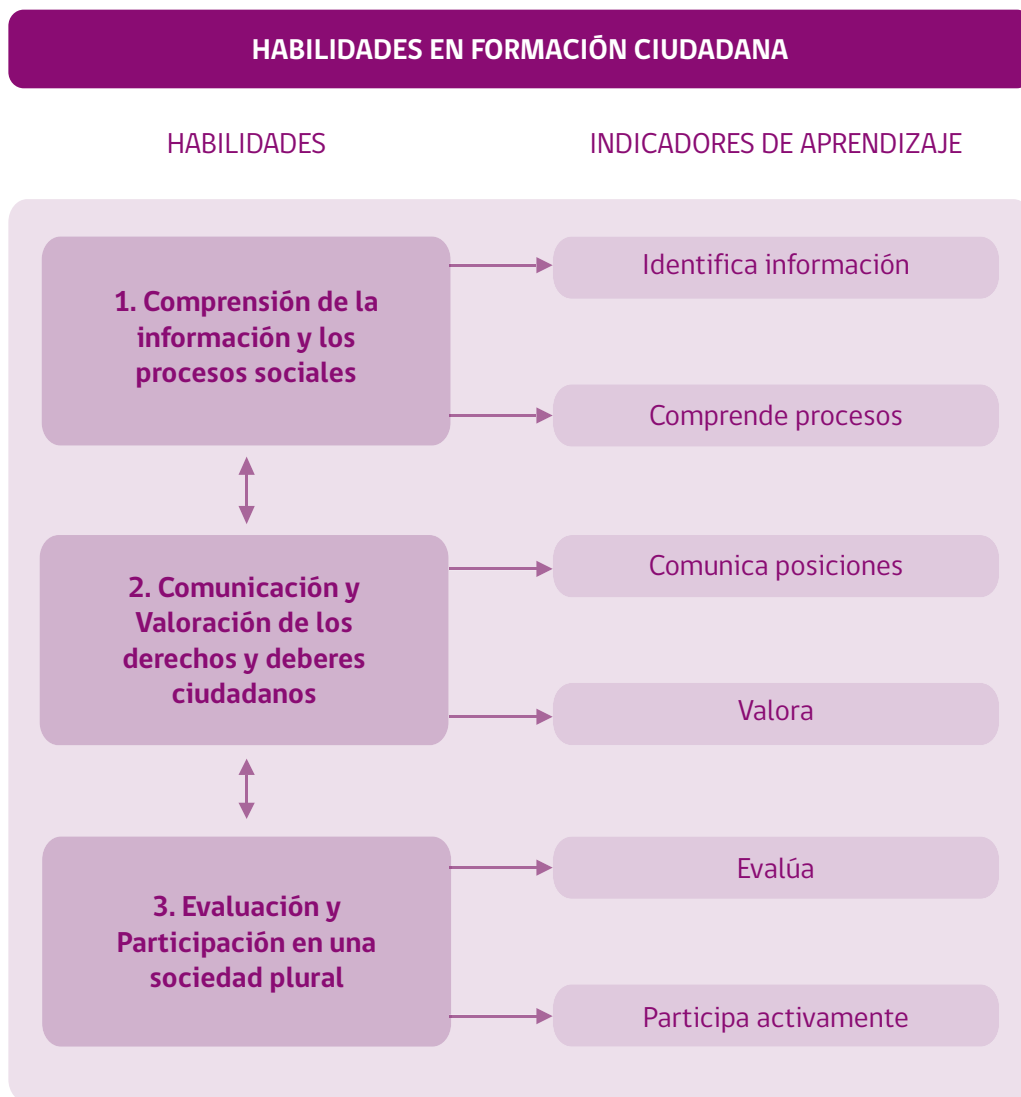 HABILIDADES EN FORMACIÓN CIUDADANA
HABILIDADES
INDICADORES DE APRENDIZAJE
1. Comprensión de la
información y los
procesos sociales
Identifica información
Comprende procesos
2. Comunicación y
Valoración de los
derechos y deberes
ciudadanos
Comunica posiciones
Valora
3. Evaluación y
Participación en una
sociedad plural
Evalúa
Participa activamente